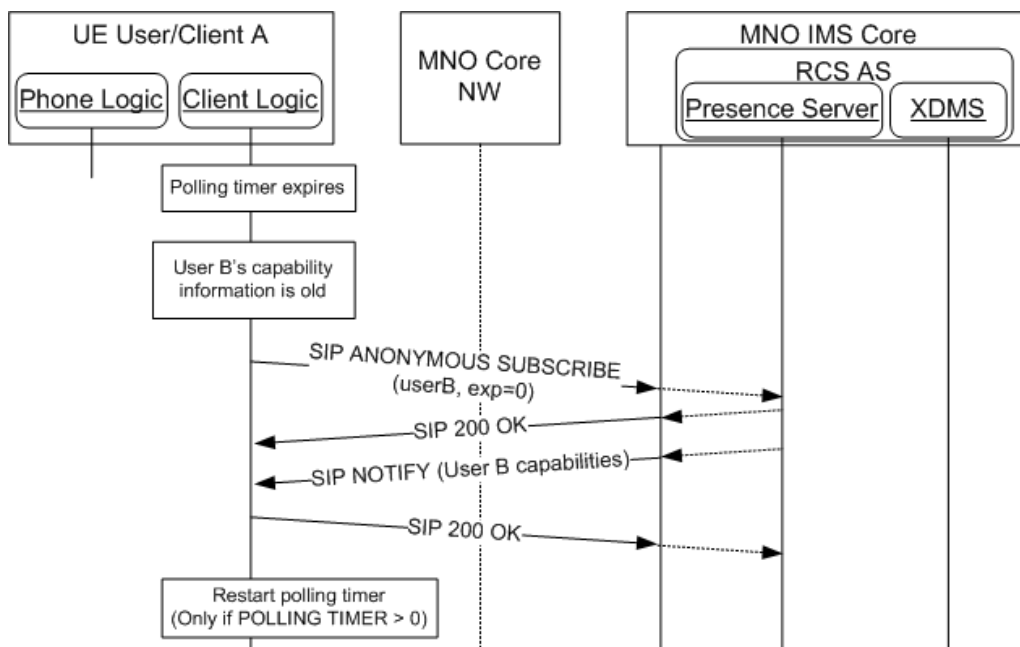 UE User/Client A
Phone Logic
Client Logic
MNO Core
NW
MNO IMS Core
RCS AS
Presence Server
XDMS
Polling timer expires
User B's capability
information is old
SIP ANONYMOUS SUBSCRIBE
(userB, exp=0)
SIP 200 OK
SIP NOTIFY (User B capabilities)
SIP 200 OK
Restart polling timer
(Only if POLLING TIMER > 0)